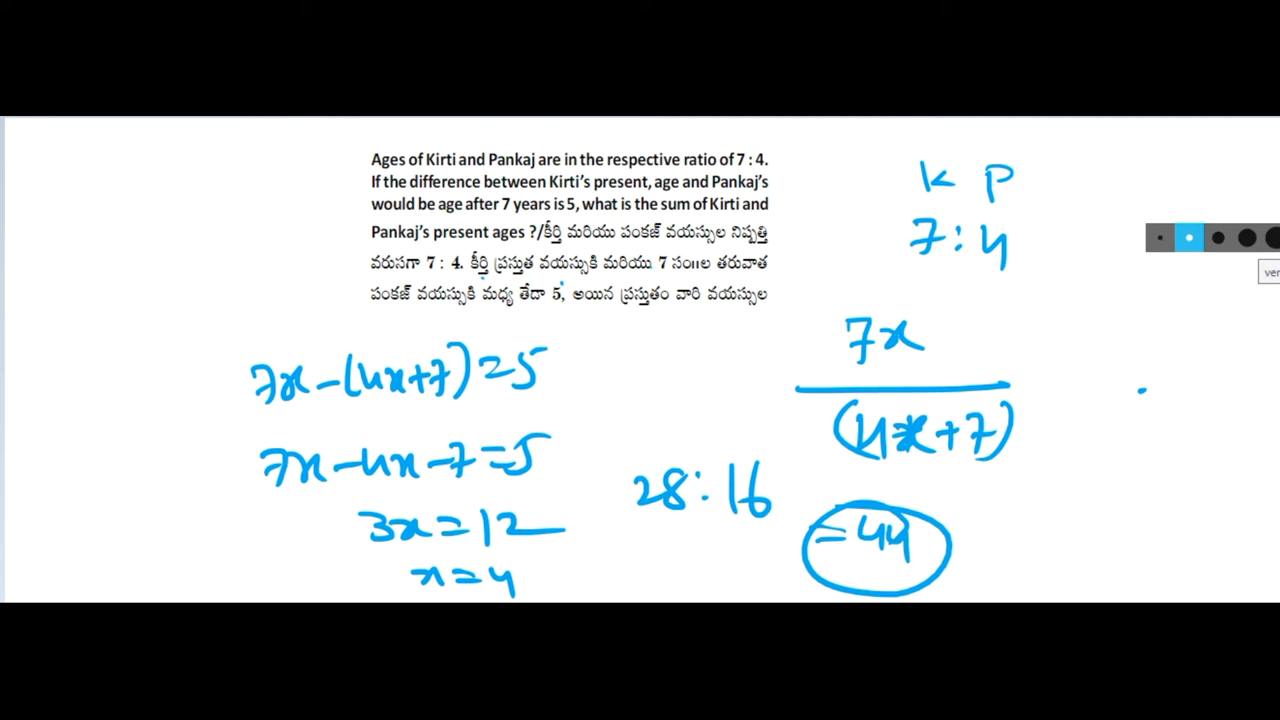 Ages of Kirti and Pankaj are in the respective ratio of 7 : 4.
If the difference between Kirti's present, age and Pankaj's
would be age after 7 years is 5, what is the sum of Kirti and
Pankaj's present ages ?/కీర్తి మరియు పంకజ్ వయస్సుల నిష్పత్తి
వరుసగా 7 : 4. కీర్తి ప్రస్తుత వయస్సుకి మరియు 7 సం॥ల తరువాత
పంకజ్ వయస్సుకి మధ్య తేడా 5, అయిన ప్రస్తుతం వారి వయస్సుల
K P
7 : 4
7x
(4x+7)
7x-(4x+7)=5
7x-4x-7=5
3x=12
x=4
28:16
=44
ver